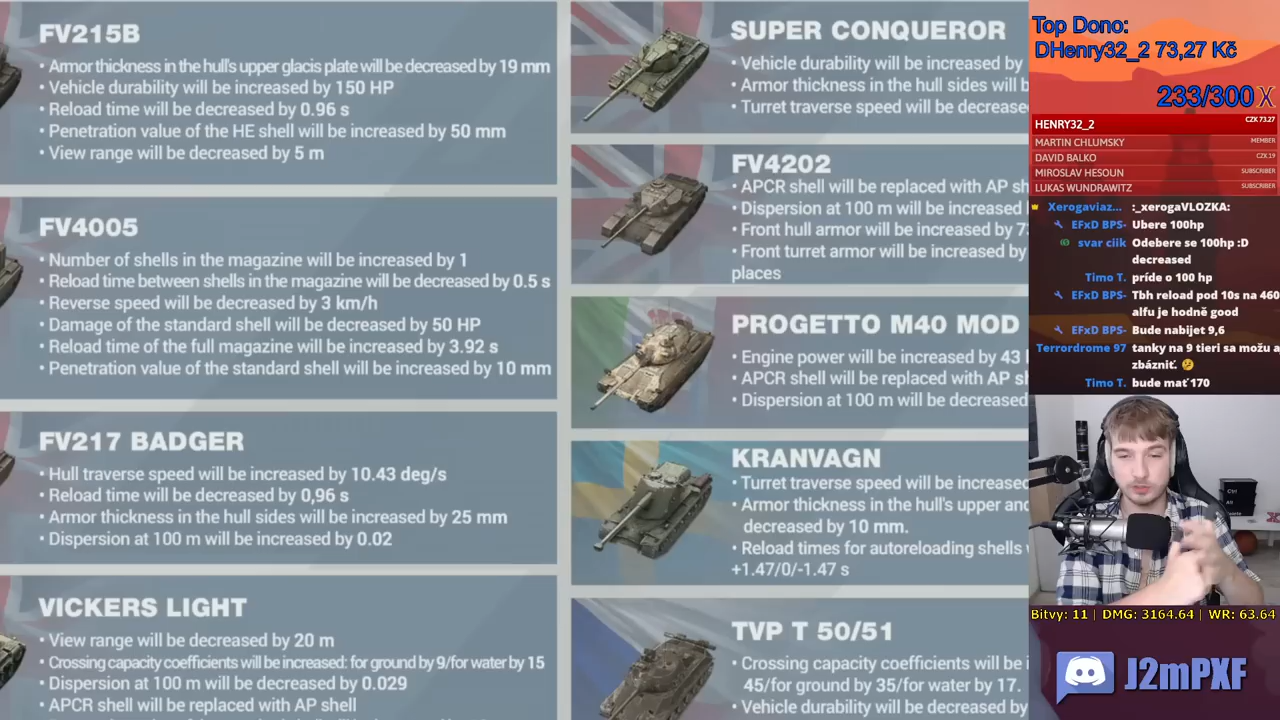 FV215B
• Armor thickness in the hull's upper glacis plate will be decreased by 19 mm
• Vehicle durability will be increased by 150 HP
• Reload time will be decreased by 0.96 s
• Penetration value of the HE shell will be increased by 50 mm
• View range will be decreased by 5 m
FV4005
• Number of shells in the magazine will be increased by 1
• Reload time between shells in the magazine will be decreased by 0.5 s
• Reverse speed will be decreased by 3 km/h
• Damage of the standard shell will be decreased by 50 HP
• Reload time of the full magazine will be increased by 3.92 s
• Penetration value of the standard shell will be increased by 10 mm
FV217 BADGER
• Hull traverse speed will be increased by 10.43 deg/s
• Reload time will be decreased by 0,96 s
• Armor thickness in the hull sides will be increased by 25 mm
• Dispersion at 100 m will be increased by 0.02
VICKERS LIGHT
• View range will be decreased by 20 m
• Crossing capacity coefficients will be increased: for ground by 9/for water by 15
• Dispersion at 100 m will be decreased by 0.029
• APCR shell will be replaced with AP shell
SUPER CONQUEROR
• Vehicle durability will be increased by
• Armor thickness in the hull sides will b
• Turret traverse speed will be decrease
FV4202
• APCR shell will be replaced with AP sh
• Dispersion at 100 m will be increased
• Front hull armor will be increased by 7
• Front turret armor will be increased by
places
PROGETTO M40 MOD
• Engine power will be increased by 43
• APCR shell will be replaced with AP sh
• Dispersion at 100 m will be decreased
KRANVAGN
• Turret traverse speed will be increased
• Armor thickness in the hull's upper and
decreased by 10 mm.
• Reload times for autoreloading shells
+1.47/0/-1.47 s
TVP T 50/51
• Crossing capacity coefficients will be i
45/for ground by 35/for water by 17.
• Vehicle durability will be decreased
Top Dono:
DHenry32_2 73,27 Kč
233/300 X
HENRY32_2 CZK 73.27
MARTIN CHLUMSKY MEMBER
DAVID BALKO CZK 19
MIROSLAV HESOUN SUBSCRIBER
LUKAS WUNDRAWITZ SUBSCRIBER
Xerogaviaz... :_xerogaVLOZKA:
EFxD BPS- Ubere 100hp
svar ciik Odebere se 100hp :D
decreased
Timo T. príde o 100 hp
EFxD BPS- Tbh reload pod 10s na 460
alfu je hodně good
EFxD BPS- Bude nabijet 9,6
Terrordrome 97 tanky na 9 tieri sa možu a
zbázniť. 🤔
Timo T. bude mať 170
Ctrl
Alt
Bitvy: 11 | DMG: 3164.64 | WR: 63.64
J2mPXF